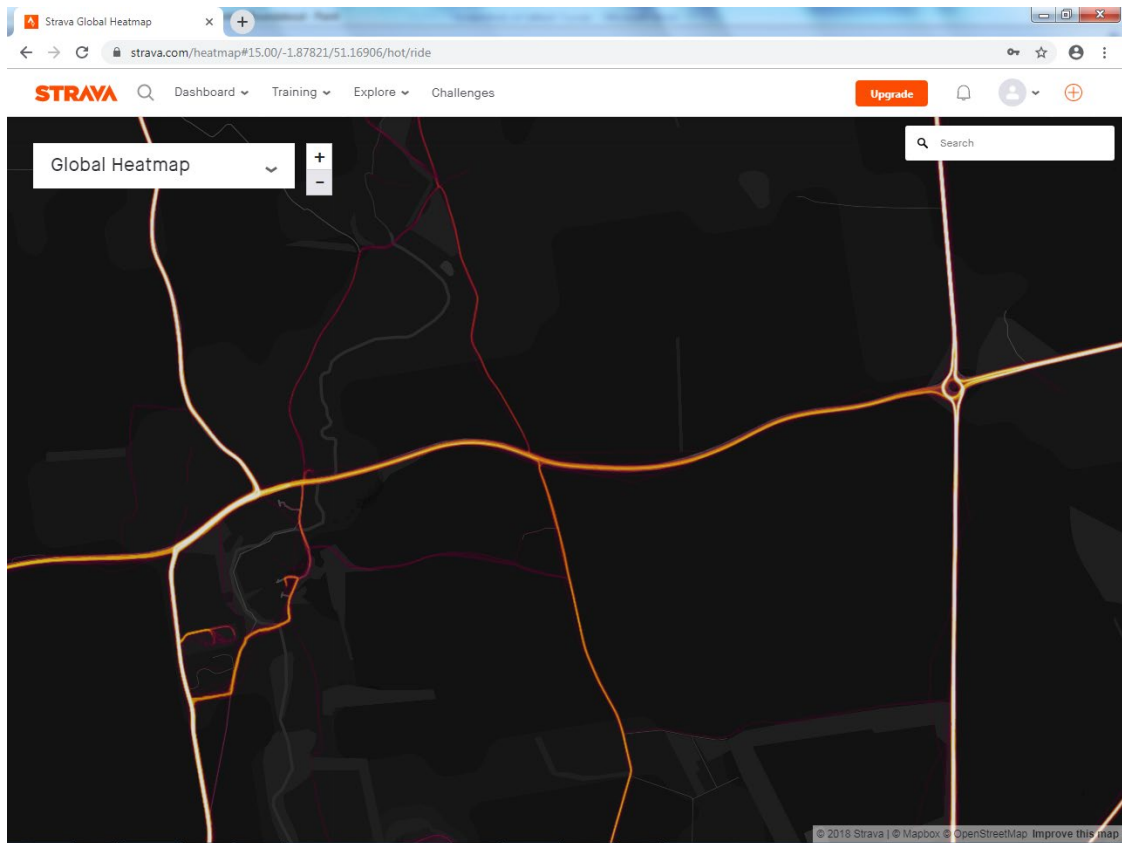 Strava Global Heatmap
strava.com/heatmap#15.00/-1.87821/51.16906/hot/ride
STRAVA Dashboard Training Explore Challenges Upgrade
Global Heatmap
+
−
Search
© 2018 Strava | © Mapbox © OpenStreetMap Improve this map